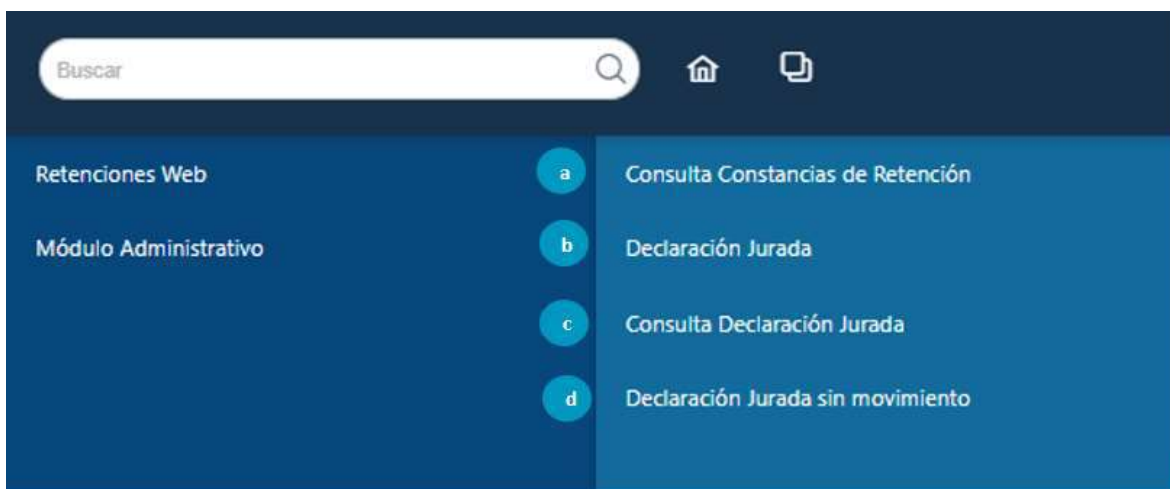 Buscar
Retenciones Web
a
Consulta Constancias de Retención
Módulo Administrativo
b
Declaración Jurada
c
Consulta Declaración Jurada
d
Declaración Jurada sin movimiento